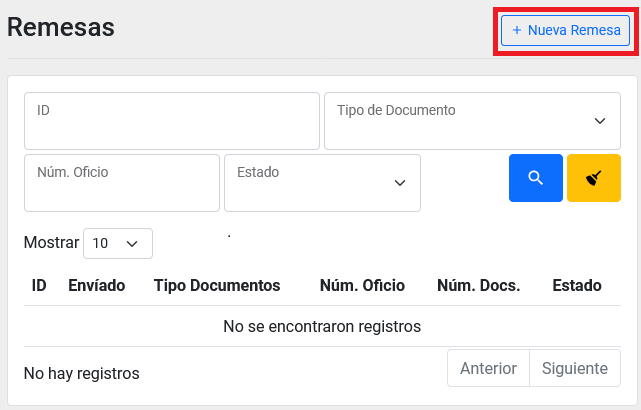 Remesas
+ Nueva Remesa
ID
Tipo de Documento
Núm. Oficio
Estado
Mostrar 10
ID Envíado Tipo Documentos Núm. Oficio Núm. Docs. Estado
No se encontraron registros
No hay registros
Anterior Siguiente